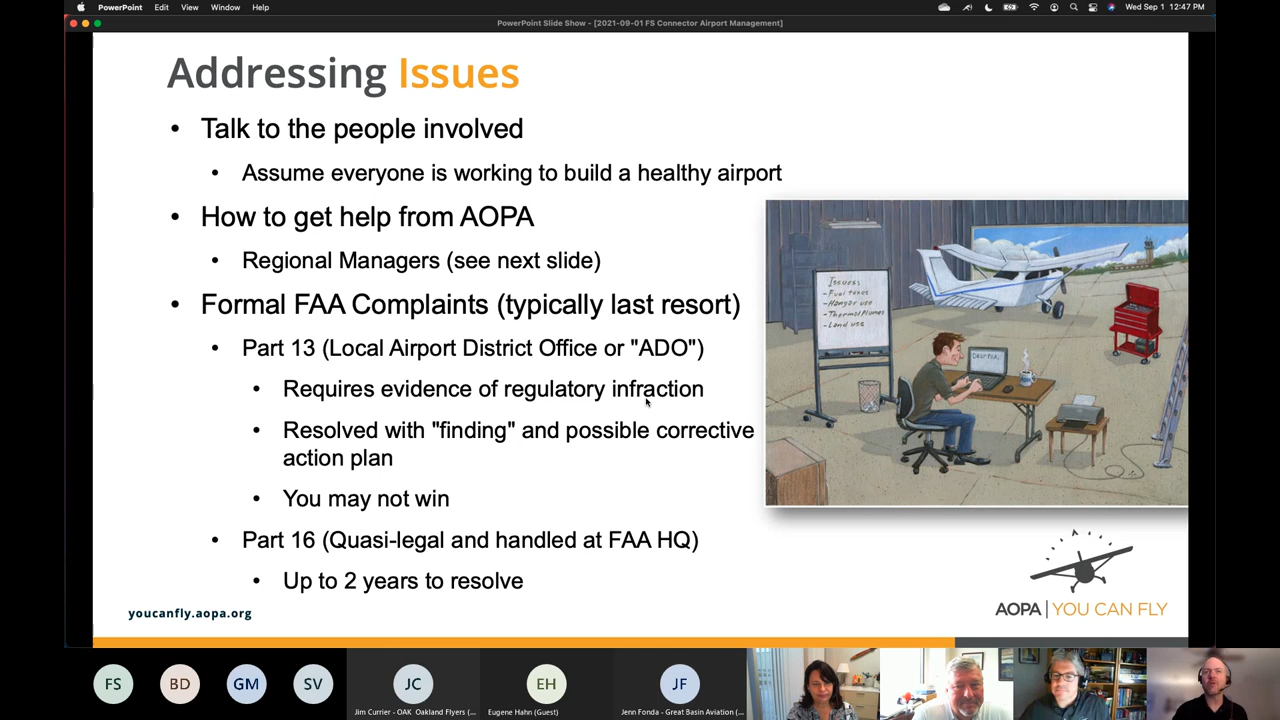 PowerPoint Edit View Window Help
Wed Sep 1 12:47 PM
PowerPoint Slide Show - [2021-09-01 FS Connector Airport Management]
Addressing Issues
• Talk to the people involved
• Assume everyone is working to build a healthy airport
• How to get help from AOPA
• Regional Managers (see next slide)
• Formal FAA Complaints (typically last resort)
• Part 13 (Local Airport District Office or "ADO")
• Requires evidence of regulatory infraction
• Resolved with "finding" and possible corrective
action plan
• You may not win
• Part 16 (Quasi-legal and handled at FAA HQ)
• Up to 2 years to resolve
Issues:
-Fuel taxes
-Hangar use
-Thermal Plumes
-Land use
DEAR FAA,
youcanfly.aopa.org
AOPA | YOU CAN FLY
FS
BD
GM
SV
JC
EH
JF
Jim Currier - OAK Oakland Flyers (...
Eugene Hahn (Guest)
Jenn Fonda - Great Basin Aviation (...